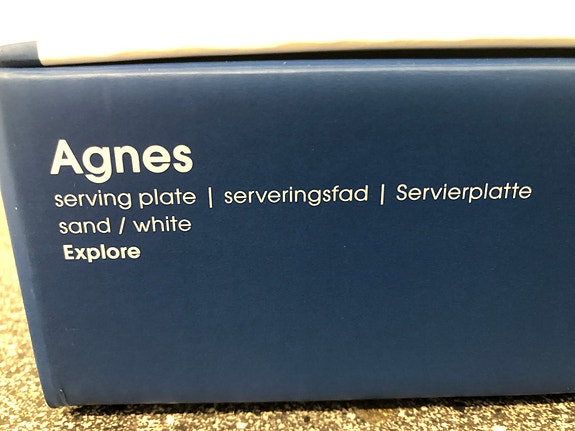 Agnes
serving plate | serveringsfad | Servierplatte
sand / white
Explore